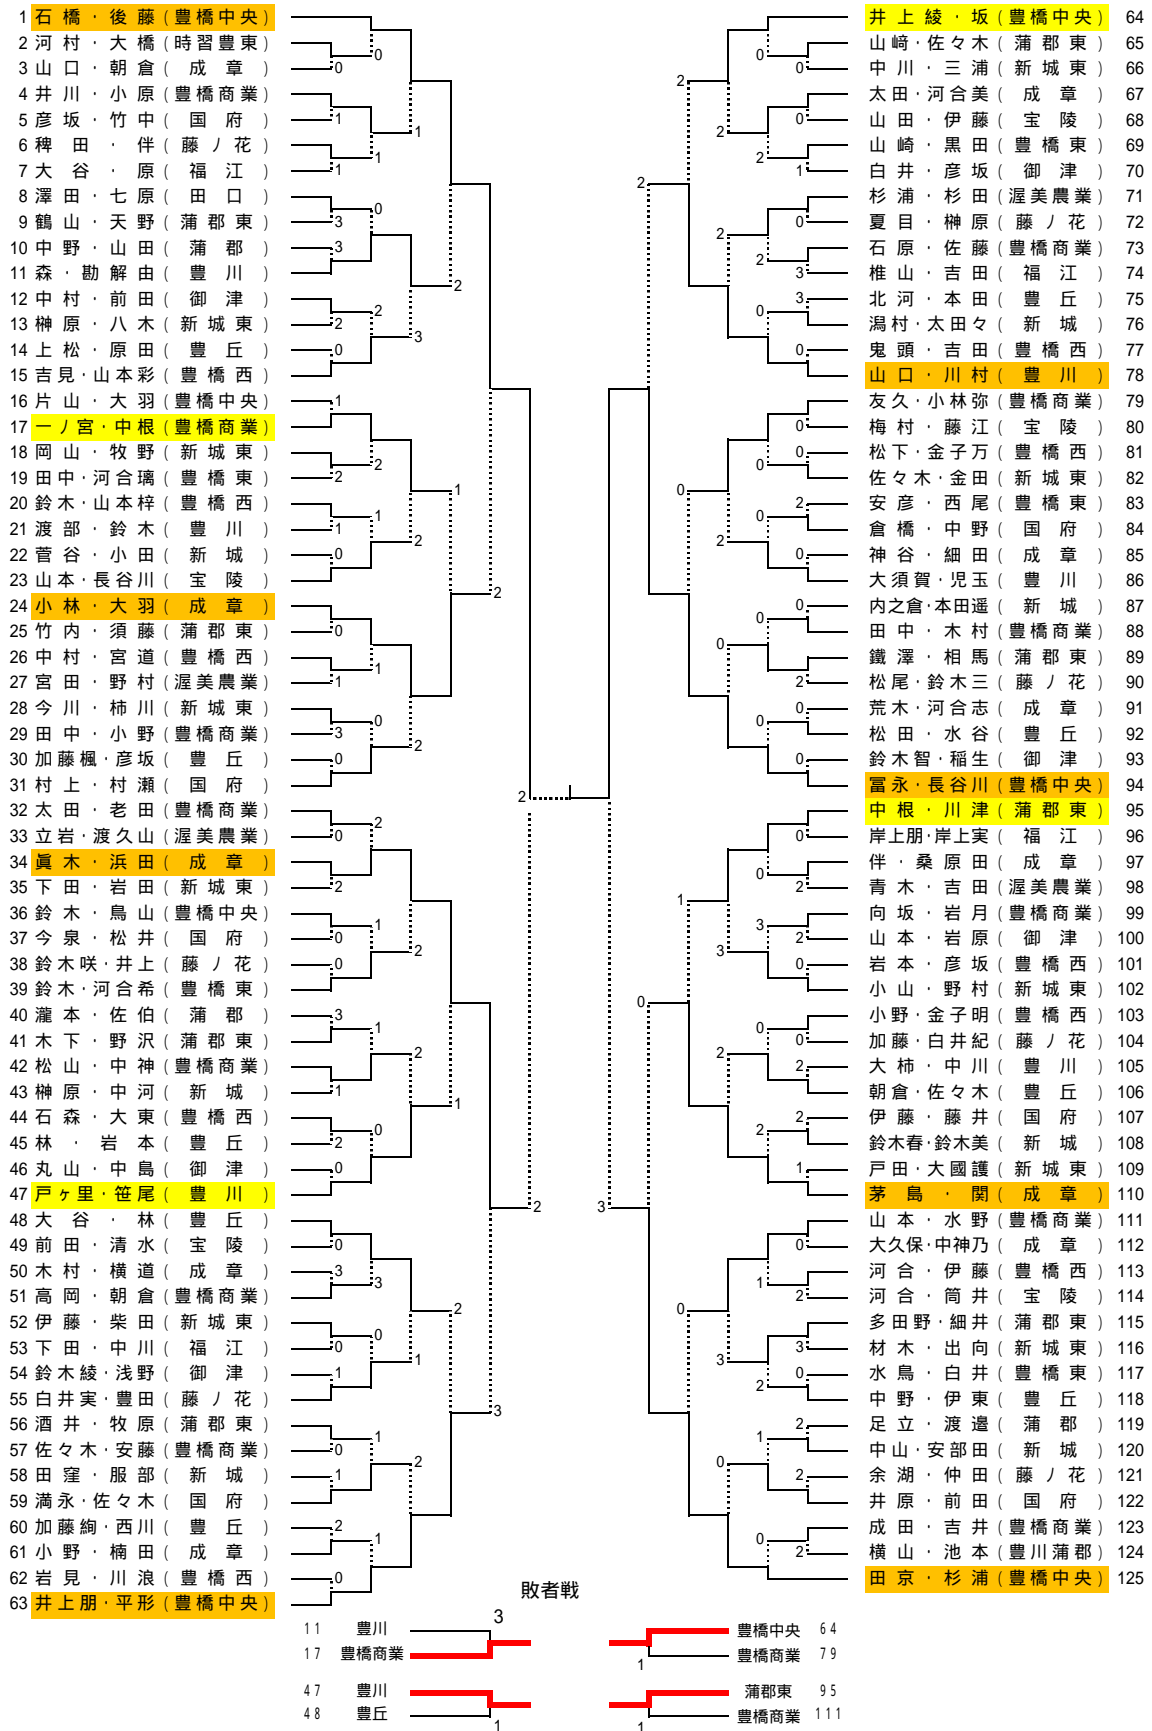 1 石橋・後藤(豊橋中央)
2 河村・大橋(時習豊東)
3 山口・朝倉(成章)
4 井川・小原(豊橋商業)
5 彦坂・竹中(国府)
6 稗田・伴(藤ノ花)
7 大谷・原(福江)
8 澤田・七原(田口)
9 鶴山・天野(蒲郡東)
10 中野・山田(蒲郡)
11 森・勘解由(豊川)
12 中村・前田(御津)
13 榊原・八木(新城東)
14 上松・原田(豊丘)
15 吉見・山本彩(豊橋西)
16 片山・大羽(豊橋中央)
17 一ノ宮・中根(豊橋商業)
18 岡山・牧野(新城東)
19 田中・河合璃(豊橋東)
20 鈴木・山本梓(豊橋西)
21 渡部・鈴木(豊川)
22 菅谷・小田(新城)
23 山本・長谷川(宝陵)
24 小林・大羽(成章)
25 竹内・須藤(蒲郡東)
26 中村・宮道(豊橋西)
27 宮田・野村(渥美農業)
28 今川・柿川(新城東)
29 田中・小野(豊橋商業)
30 加藤楓・彦坂(豊丘)
31 村上・村瀬(国府)
32 太田・老田(豊橋商業)
33 立岩・渡久山(渥美農業)
34 眞木・浜田(成章)
35 下田・岩田(新城東)
36 鈴木・鳥山(豊橋中央)
37 今泉・松井(国府)
38 鈴木咲・井上(藤ノ花)
39 鈴木・河合希(豊橋東)
40 瀧本・佐伯(蒲郡)
41 木下・野沢(蒲郡東)
42 松山・中神(豊橋商業)
43 榊原・中河(新城)
44 石森・大東(豊橋西)
45 林・岩本(豊丘)
46 丸山・中島(御津)
47 戸ヶ里・笹尾(豊川)
48 大谷・林(豊丘)
49 前田・清水(宝陵)
50 木村・横道(成章)
51 高岡・朝倉(豊橋商業)
52 伊藤・柴田(新城東)
53 下田・中川(福江)
54 鈴木綾・浅野(御津)
55 白井実・豊田(藤ノ花)
56 酒井・牧原(蒲郡東)
57 佐々木・安藤(豊橋商業)
58 田窪・服部(新城)
59 満永・佐々木(国府)
60 加藤絢・西川(豊丘)
61 小野・楠田(成章)
62 岩見・川浪(豊橋西)
63 井上朋・平形(豊橋中央)
井上綾・坂(豊橋中央) 64
山﨑・佐々木(蒲郡東) 65
中川・三浦(新城東) 66
太田・河合美(成章) 67
山田・伊藤(宝陵) 68
山崎・黒田(豊橋東) 69
白井・彦坂(御津) 70
杉浦・杉田(渥美農業) 71
夏目・榊原(藤ノ花) 72
石原・佐藤(豊橋商業) 73
椎山・吉田(福江) 74
北河・本田(豊丘) 75
潟村・太田々(新城) 76
鬼頭・吉田(豊橋西) 77
山口・川村(豊川) 78
友久・小林弥(豊橋商業) 79
梅村・藤江(宝陵) 80
松下・金子万(豊橋西) 81
佐々木・金田(新城東) 82
安彦・西尾(豊橋東) 83
倉橋・中野(国府) 84
神谷・細田(成章) 85
大須賀・児玉(豊川) 86
内之倉・本田遥(新城) 87
田中・木村(豊橋商業) 88
鐵澤・相馬(蒲郡東) 89
松尾・鈴木三(藤ノ花) 90
荒木・河合志(成章) 91
松田・水谷(豊丘) 92
鈴木智・稲生(御津) 93
冨永・長谷川(豊橋中央) 94
中根・川津(蒲郡東) 95
岸上朋・岸上実(福江) 96
伴・桑原田(成章) 97
青木・吉田(渥美農業) 98
向坂・岩月(豊橋商業) 99
山本・岩原(御津) 100
岩本・彦坂(豊橋西) 101
小山・野村(新城東) 102
小野・金子明(豊橋西) 103
加藤・白井紀(藤ノ花) 104
大柿・中川(豊川) 105
朝倉・佐々木(豊丘) 106
伊藤・藤井(国府) 107
鈴木春・鈴木美(新城) 108
戸田・大國護(新城東) 109
茅島・関(成章) 110
山本・水野(豊橋商業) 111
大久保・中神乃(成章) 112
河合・伊藤(豊橋西) 113
河合・筒井(宝陵) 114
多田野・細井(蒲郡東) 115
材木・出向(新城東) 116
水鳥・白井(豊橋東) 117
中野・伊東(豊丘) 118
足立・渡邉(蒲郡) 119
中山・安部田(新城) 120
余湖・仲田(藤ノ花) 121
井原・前田(国府) 122
成田・吉井(豊橋商業) 123
横山・池本(豊川蒲郡) 124
田京・杉浦(豊橋中央) 125
敗者戦
11 豊川 3
17 豊橋商業
47 豊川
48 豊丘 1
豊橋中央 64
1 豊橋商業 79
蒲郡東 95
1 豊橋商業 111